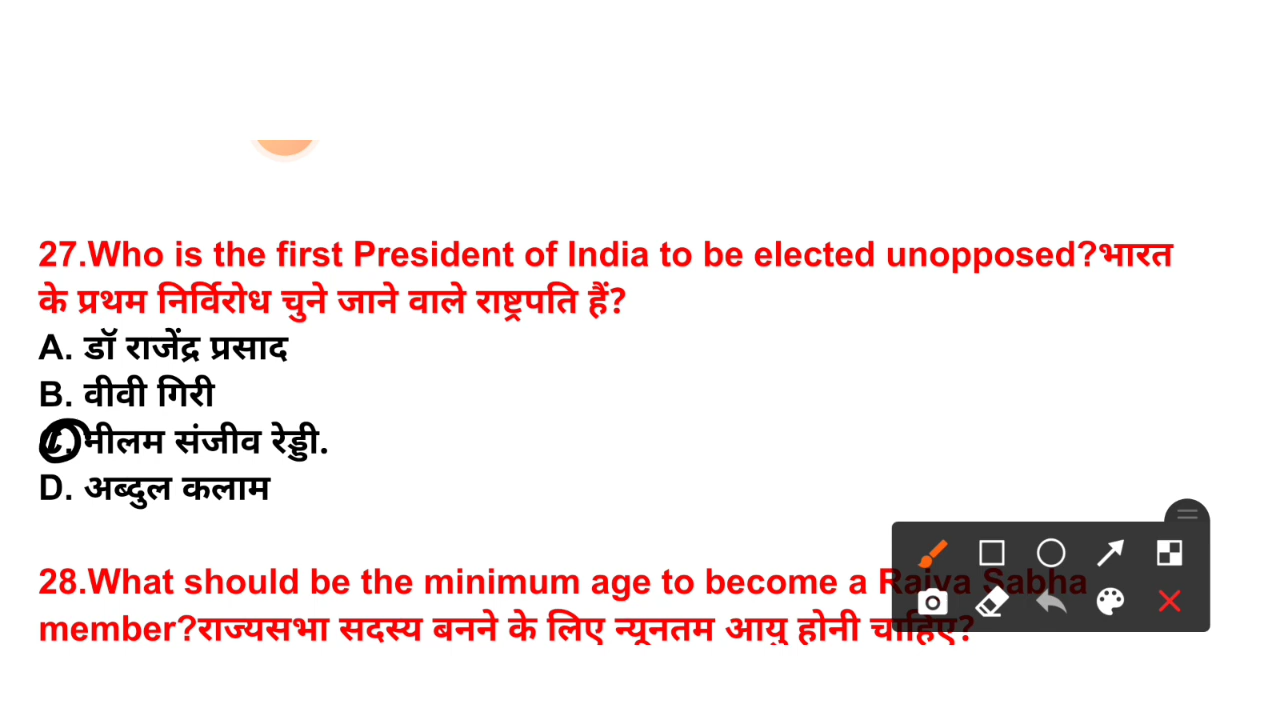 27.Who is the first President of India to be elected unopposed?भारत
के प्रथम निर्विरोध चुने जाने वाले राष्ट्रपति हैं?
A. डॉ राजेंद्र प्रसाद
B. वीवी गिरी
C. नीलम संजीव रेड्डी.
D. अब्दुल कलाम
28.What should be the minimum age to become a Rajya Sabha
member?राज्यसभा सदस्य बनने के लिए न्यूनतम आयु होनी चाहिए?